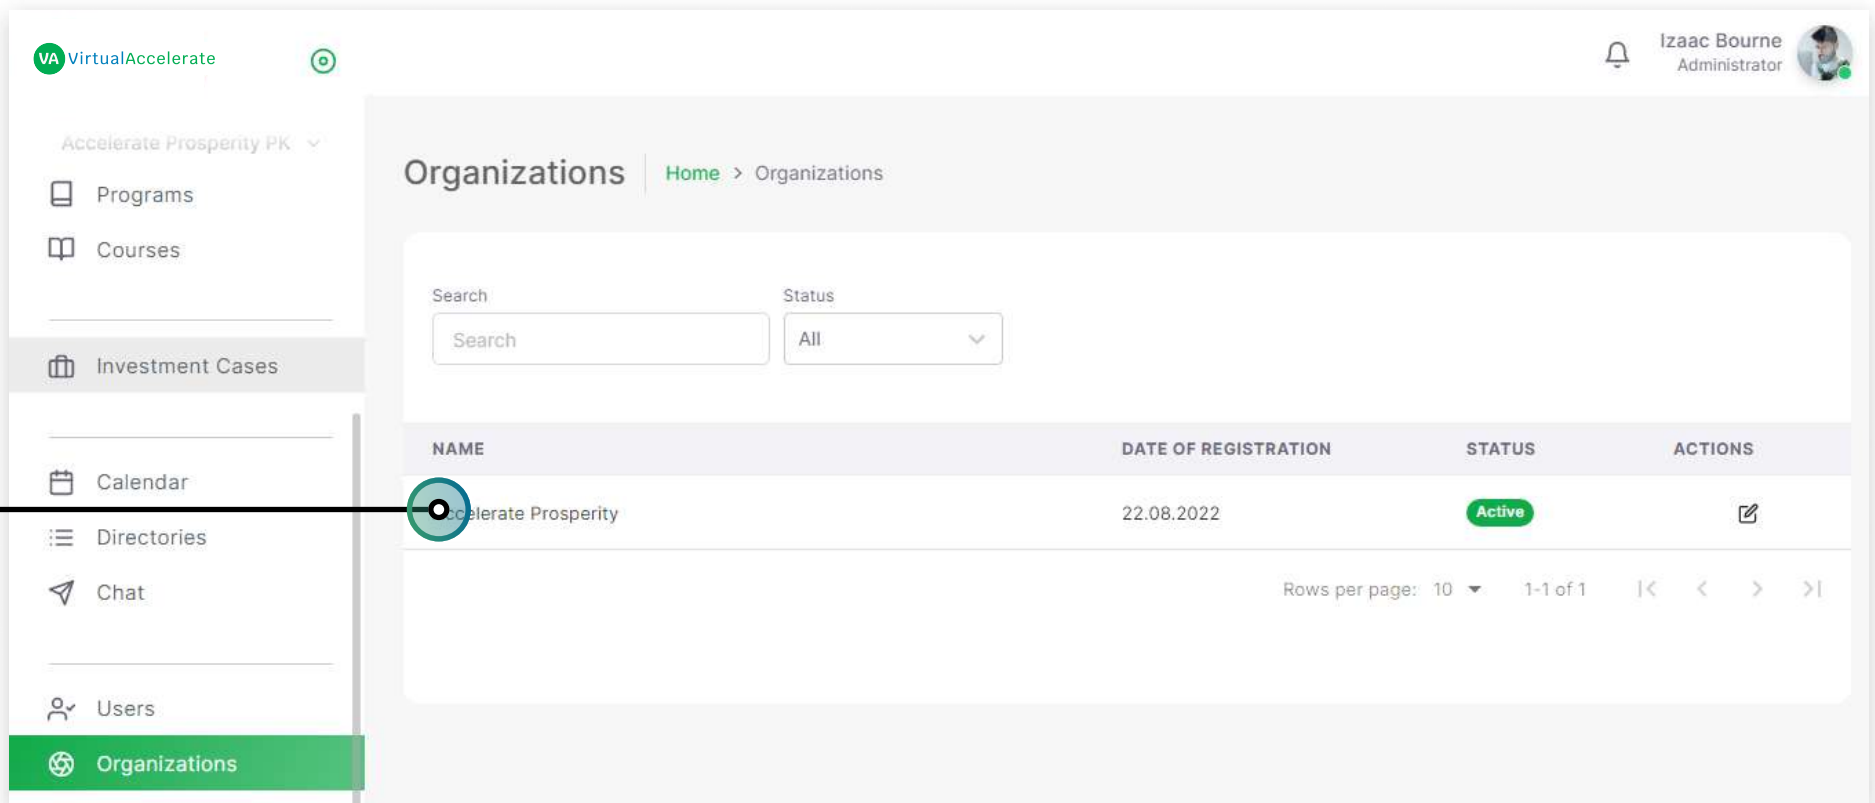 VA VirtualAccelerate
Izaac Bourne
Administrator
Accelerate Prosperity PK
Programs
Courses
Investment Cases
Calendar
Directories
Chat
Users
Organizations
Organizations
Home > Organizations
Search
Status
Search
All
NAME
DATE OF REGISTRATION
STATUS
ACTIONS
Accelerate Prosperity
22.08.2022
Active
Rows per page: 10
1-1 of 1